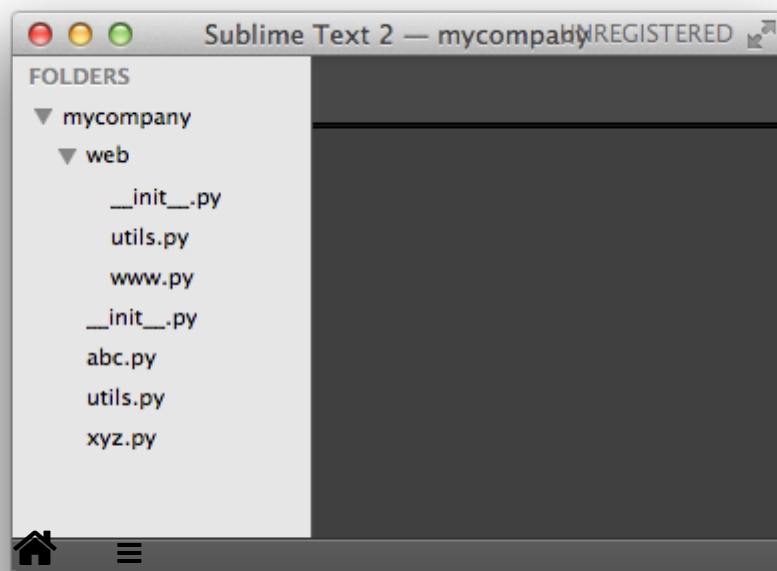 Sublime Text 2 — mycompany
UNREGISTERED
FOLDERS
mycompany
web
__init__.py
utils.py
www.py
__init__.py
abc.py
utils.py
xyz.py